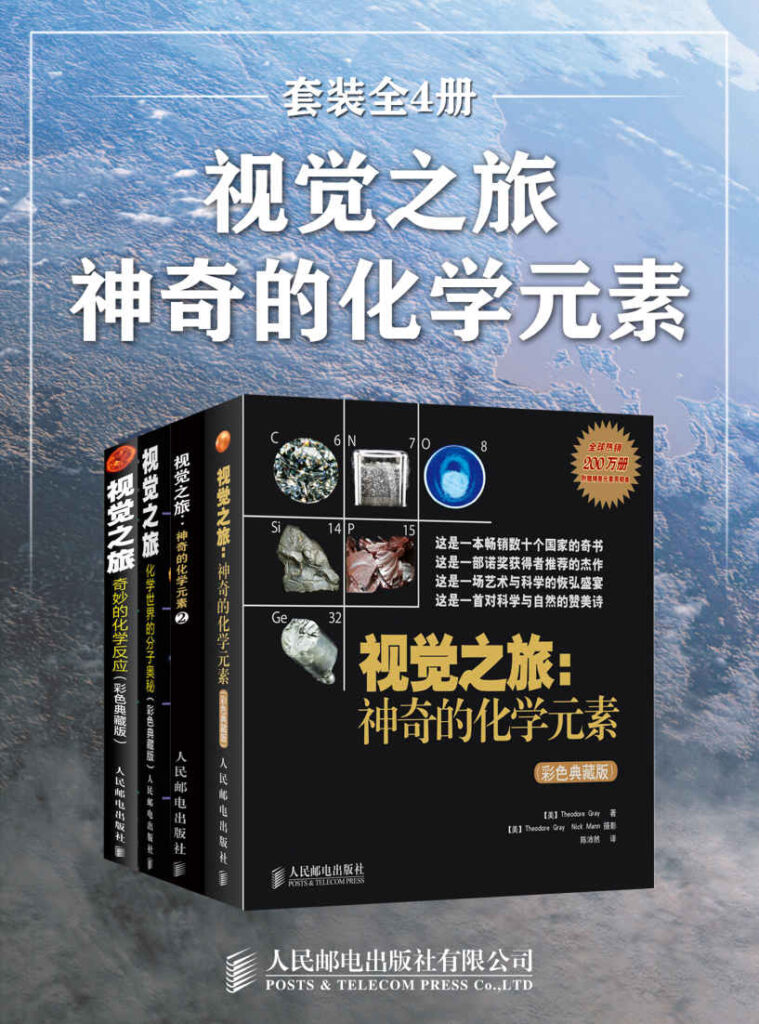 套装全4册
视觉之旅
神奇的化学元素
视觉之旅
奇妙的化学反应
(彩色典藏版)
人民邮电出版社
视觉之旅
化学世界的分子奥秘
(彩色典藏版)
人民邮电出版社
视觉之旅:
神奇的化学元素
2
人民邮电出版社
视觉之旅:
神奇的化学元素
(彩色典藏版)
人民邮电出版社
C 6
N 7
O 8
Si 14
P 15
Ge 32
全球热销
200万册
这是一本畅销数十个国家的奇书
这是一部诺奖获得者推荐的杰作
这是一场艺术与科学的恢弘盛宴
这是一首对科学与自然的赞美诗
视觉之旅:
神奇的化学元素
(彩色典藏版)
【美】Theodore Gray 著
【美】Theodore Gray Nick Mann 摄影
陈沛然 译
人民邮电出版社
POSTS & TELECOM PRESS
人民邮电出版社有限公司
POSTS & TELECOM PRESS Co.,LTD